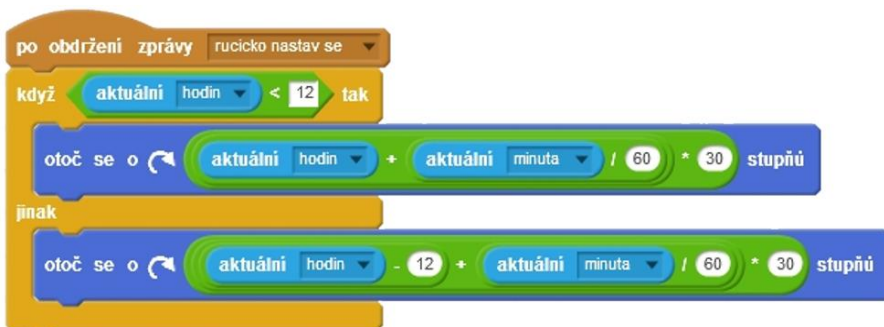 po obdržení zprávy rucicko nastav se
když aktuální hodin < 12 tak
otoč se o aktuální hodin + aktuální minuta / 60 * 30 stupňů
jinak
otoč se o aktuální hodin - 12 + aktuální minuta / 60 * 30 stupňů